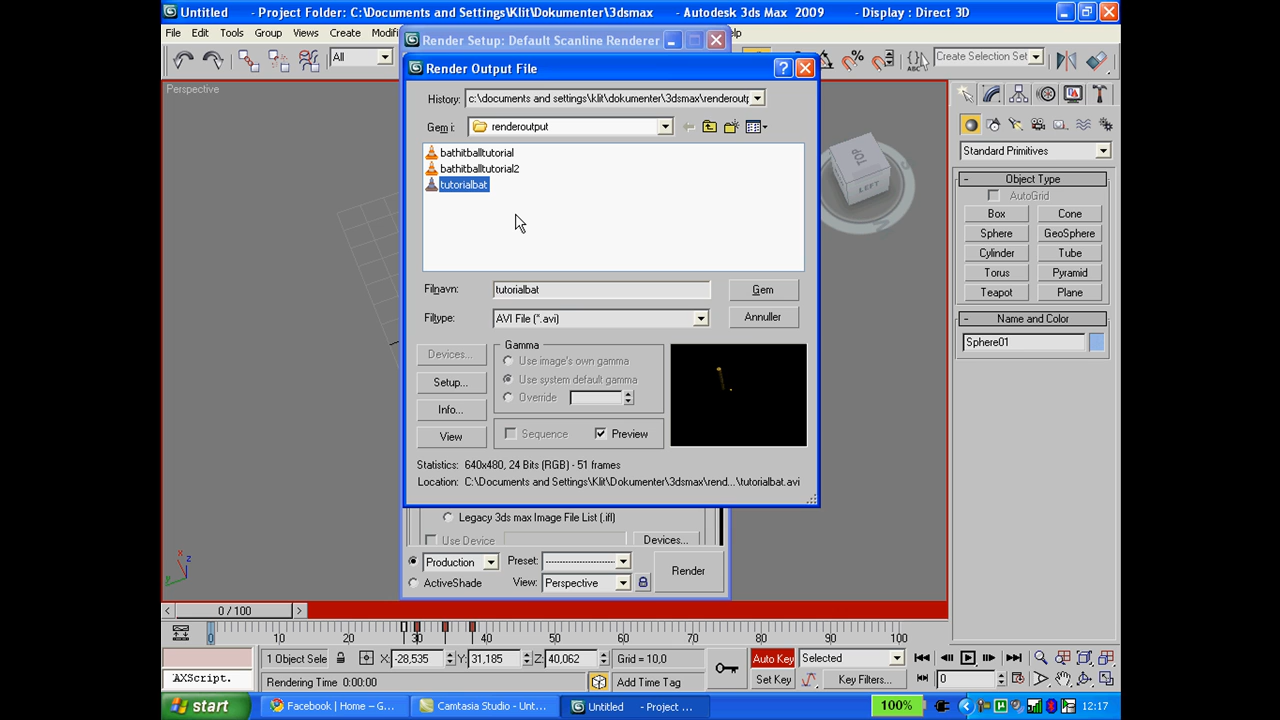 Untitled - Project Folder: C:\Documents and Settings\Klit\Dokumenter\3dsmax - Autodesk 3ds Max 2009 - Display : Direct 3D
File Edit Tools Group Views Create
Render Setup: Default Scanline Renderer
All
Create Selection Set
Perspective
Render Output File
History: c:\documents and settings\klit\dokumenter\3dsmax\renderoutp
Gem i: renderoutput
bathitballtutorial
bathitballtutorial2
tutorialbat
Filnavn: tutorialbat
Gem
Filtype: AVI File (*.avi)
Annuller
Devices...
Setup...
Info...
View
Gamma
Use image's own gamma
Use system default gamma
Override
Sequence
Preview
Statistics: 640x480, 24 Bits (RGB) - 51 frames
Location: C:\Documents and Settings\Klit\Dokumenter\3dsmax\rend...\tutorialbat.avi
Legacy 3ds max Image File List (.ifl)
Use Device
Devices...
Production
Preset:
Render
ActiveShade
View: Perspective
TOP
LEFT
Standard Primitives
- Object Type
AutoGrid
Box Cone
Sphere GeoSphere
Cylinder Tube
Torus Pyramid
Teapot Plane
- Name and Color
Sphere01
x
y
z
< 0 / 100 >
0 10 20 30 40 50 60 70 80 90 100
1 Object Sele
X: -28,535 Y: 31,185 Z: 40,062
Grid = 10,0
Auto Key
Selected
AXScript.
Rendering Time 0:00:00
Add Time Tag
Set Key
Key Filters...
0
start
Facebook | Home – G...
Camtasia Studio - Unt...
Untitled - Project ...
100%
12:17